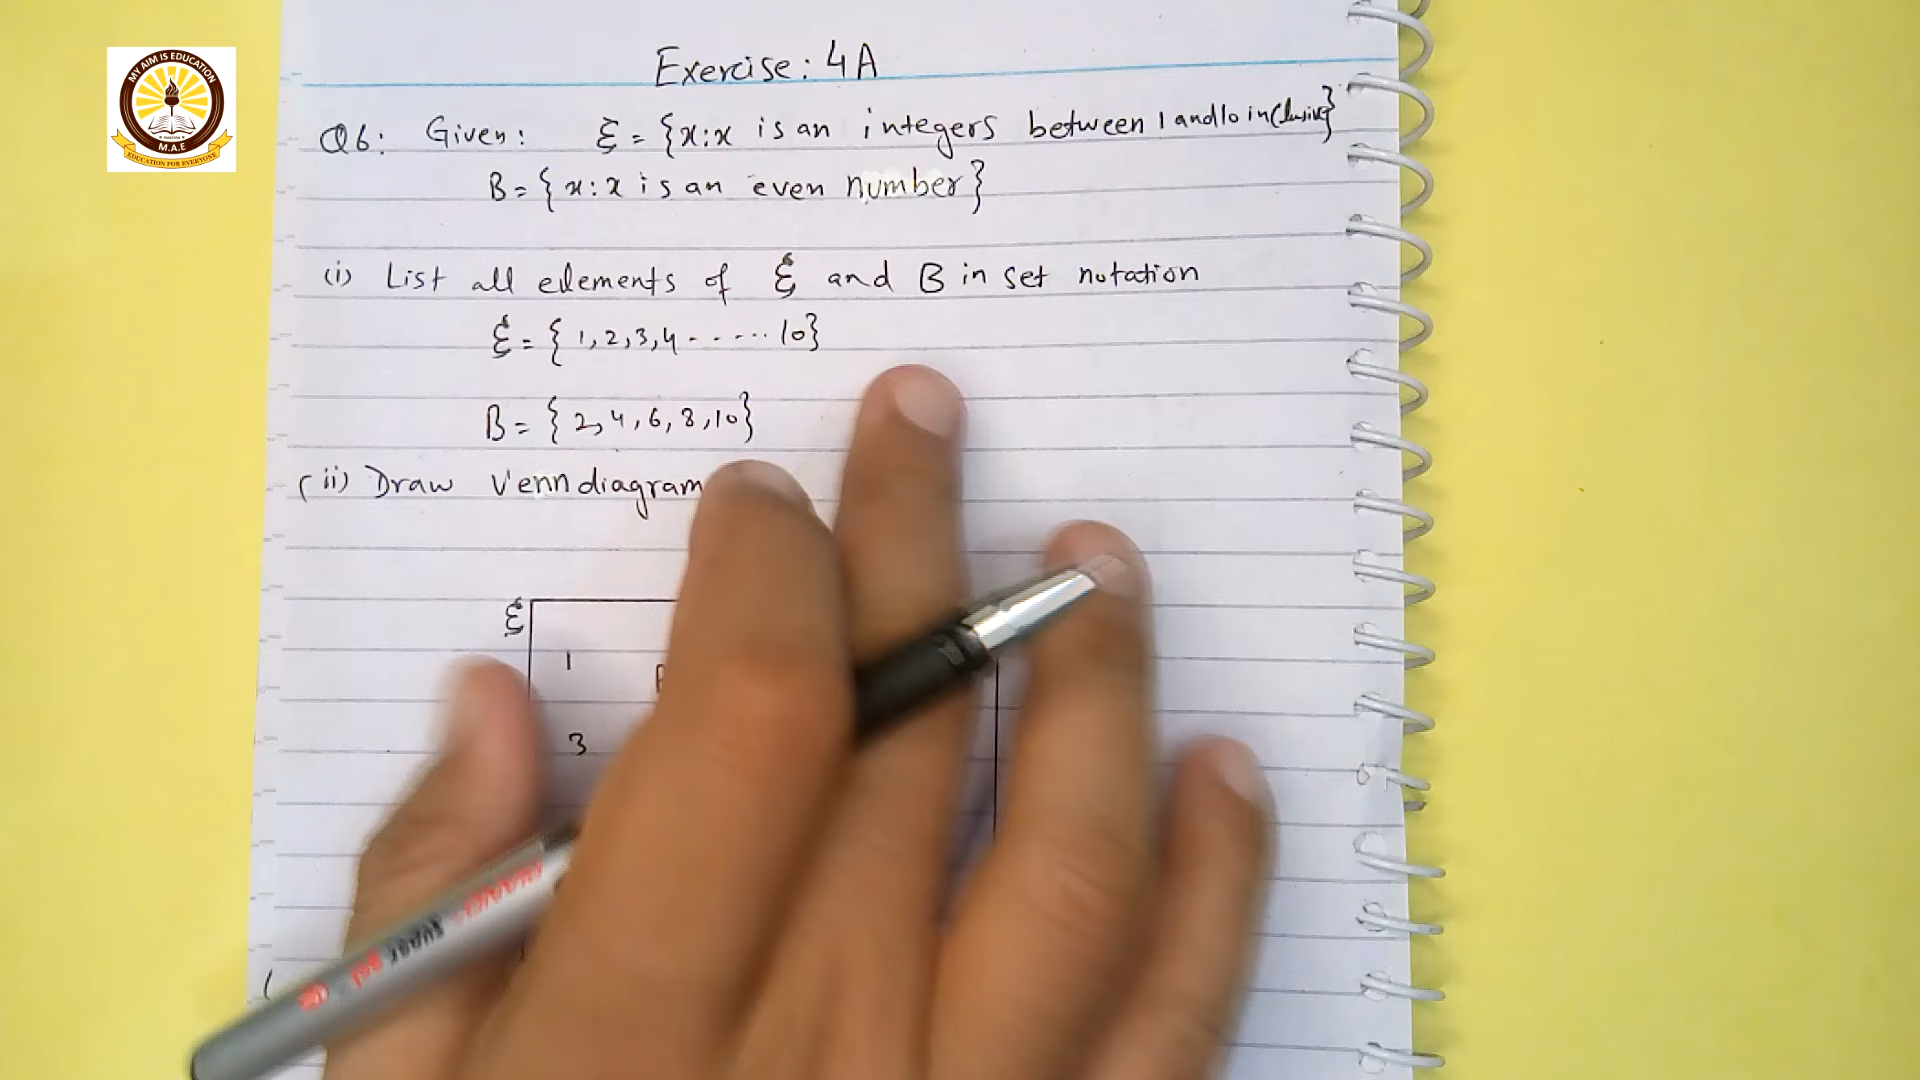 MY AIM IS EDUCATION
M.A.E
EDUCATION FOR EVERYONE
Exercise: 4A
Q6: Given: ξ = {x:x is an integers between 1 and 10 inclusive}
B = {x:x is an even number}
(i) List all elements of ξ and B in set notation
ξ = { 1,2,3,4 - - - ... 10}
B = { 2,4,6,8,10}
(ii) Draw Venn diagram
ξ
1
3